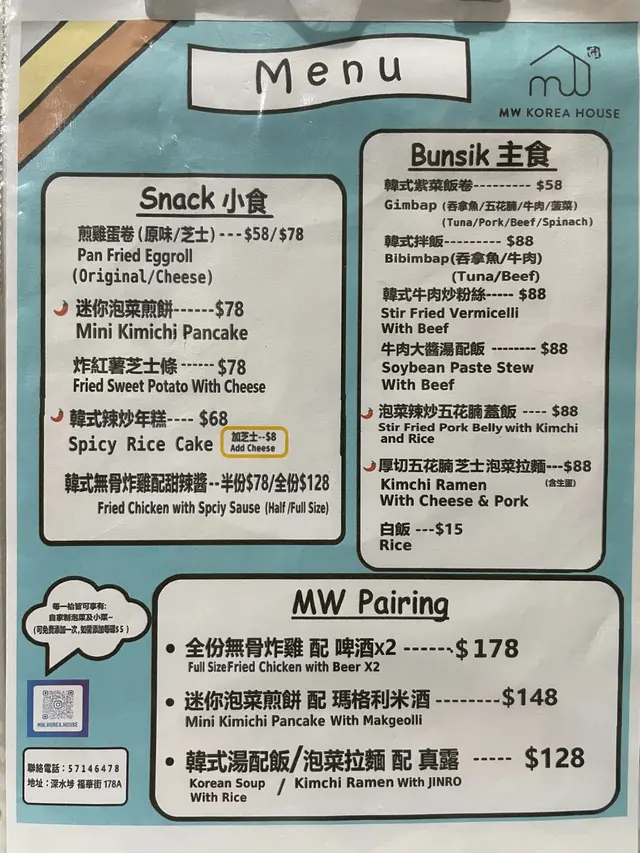 Menu
MW KOREA HOUSE
Snack 小食
煎雞蛋卷(原味/芝士)---$58/$78
Pan Fried Eggroll
(Original/Cheese)
迷你泡菜煎餅------$78
Mini Kimichi Pancake
炸紅薯芝士條------$78
Fried Sweet Potato With Cheese
韓式辣炒年糕---- $68
Spicy Rice Cake
加芝士--$8
Add Cheese
韓式無骨炸雞配甜辣醬--半份$78/全份$128
Fried Chicken with Spciy Sause (Half /Full Size)
Bunsik 主食
韓式紫菜飯卷---------- $58
Gimbap (吞拿魚/五花腩/牛肉/菠菜)
(Tuna/Pork/Beef/Spinach)
韓式拌飯--------- $88
Bibimbap(吞拿魚/牛肉)
(Tuna/Beef)
韓式牛肉炒粉絲----- $88
Stir Fried Vermicelli
With Beef
牛肉大醬湯配飯 -------- $88
Soybean Paste Stew
With Beef
泡菜辣炒五花腩蓋飯 ---- $88
Stir Fried Pork Belly with Kimchi
and Rice
厚切五花腩芝士泡菜拉麵---$88
Kimchi Ramen (含生蛋)
With Cheese & Pork
白飯 ---$15
Rice
MW Pairing
• 全份無骨炸雞 配 啤酒x2 -------$178
Full SizeFried Chicken with Beer X2
• 迷你泡菜煎餅 配 瑪格利米酒 --------$148
Mini Kimichi Pancake With Makgeolli
• 韓式湯配飯/泡菜拉麵 配 真露 ----- $128
Korean Soup / Kimchi Ramen With JINRO
With Rice
每一枱皆可享有:
自家制泡菜及小菜~
(可免費添加一次,如需添加每碟$5)
MW.KOREA.HOUSE
聯絡電話:57146478
地址:深水埗 福華街 178A